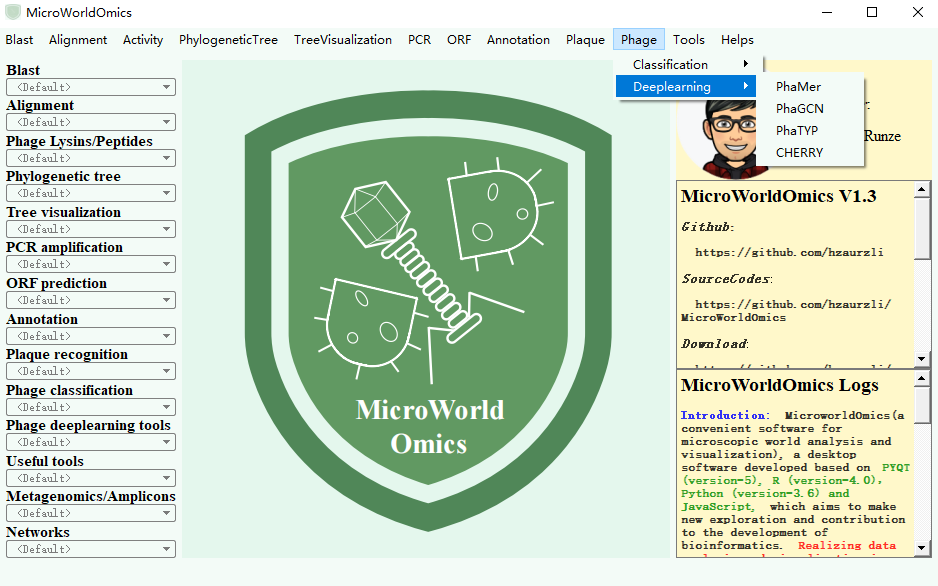 MicroWorldOmics
Blast Alignment Activity PhylogeneticTree TreeVisualization PCR ORF Annotation Plaque Phage Tools Helps
Classification
Deeplearning
PhaMer
PhaGCN
PhaTYP
CHERRY
Blast
<Default>
Alignment
<Default>
Phage Lysins/Peptides
<Default>
Phylogenetic tree
<Default>
Tree visualization
<Default>
PCR amplification
<Default>
ORF prediction
<Default>
Annotation
<Default>
Plaque recognition
<Default>
Phage classification
<Default>
Phage deeplearning tools
<Default>
Useful tools
<Default>
Metagenomics/Amplicons
<Default>
Networks
<Default>
MicroWorld
Omics
Runze
MicroWorldOmics V1.3
Github:
https://github.com/hzaurzli
SourceCodes:
https://github.com/hzaurzli/
MicroWorldOmics
Download:
MicroWorldOmics Logs
Introduction: MicroworldOmics(a
convenient software for
microscopic world analysis and
visualization), a desktop
software developed based on PYQT
(version-5), R (version=4.0),
Python (version-3.6) and
JavaScript, which aims to make
new exploration and contribution
to the development of
bioinformatics. Realizing data